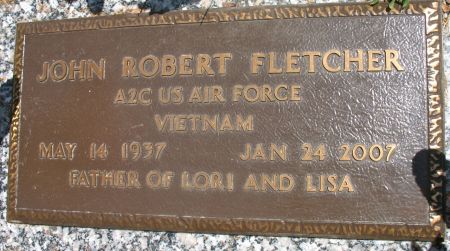 JOHN ROBERT FLETCHER
A2C US AIR FORCE
VIETNAM
MAY 14 1937 JAN 24 2007
FATHER OF LORI AND LISA